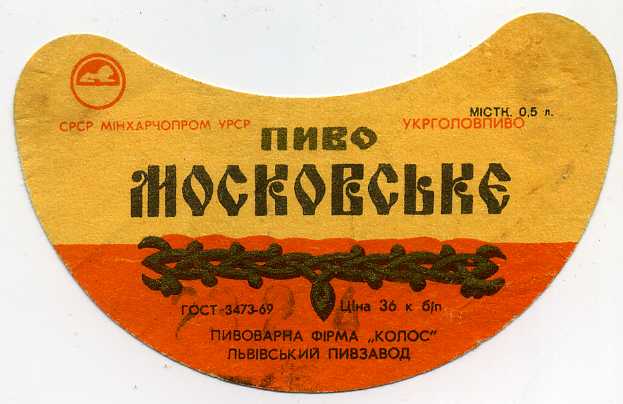 МІСТК. 0,5 л.
СРСР МІНХАРЧОПРОМ УРСР УКРГОЛОВПИВО
ПИВО
МОСКОВСЬКЕ
ГОСТ 3473-69 Ціна 36 к б/п
ПИВОВАРНА ФІРМА „КОЛОС"
ЛЬВІВСЬКИЙ ПИВЗАВОД